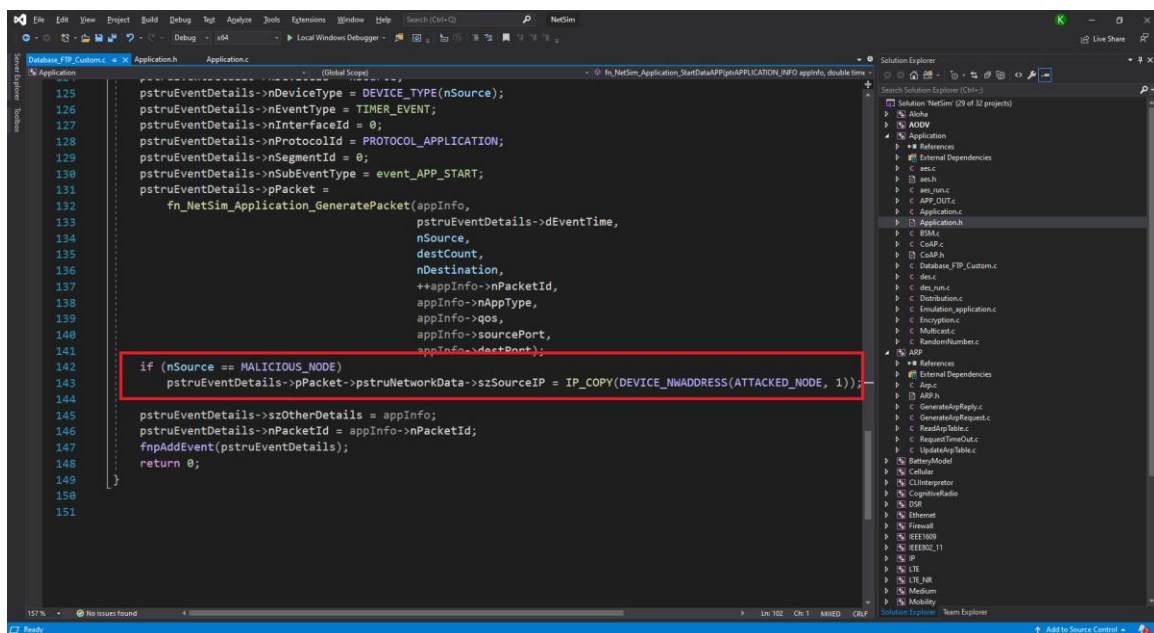 File Edit View Project Build Debug Test Analyze Tools Extensions Window Help Search (Ctrl+Q) NetSim K
Debug x64 Local Windows Debugger Live Share
Database_FTP_Custom.c Application.h Application.c
Application (Global Scope) fn_NetSim_Application_StartDataAPP(ptrAPPLICATION_INFO appInfo, double time
Server Explorer
Toolbox
125 pstruEventDetails->nDeviceType = DEVICE_TYPE(nSource);
126 pstruEventDetails->nEventType = TIMER_EVENT;
127 pstruEventDetails->nInterfaceId = 0;
128 pstruEventDetails->nProtocolId = PROTOCOL_APPLICATION;
129 pstruEventDetails->nSegmentId = 0;
130 pstruEventDetails->nSubEventType = event_APP_START;
131 pstruEventDetails->pPacket =
132 fn_NetSim_Application_GeneratePacket(appInfo,
133 pstruEventDetails->dEventTime,
134 nSource,
135 destCount,
136 nDestination,
137 ++appInfo->nPacketId,
138 appInfo->nAppType,
139 appInfo->qos,
140 appInfo->sourcePort,
141 appInfo->destPort);
142 if (nSource == MALICIOUS_NODE)
143 pstruEventDetails->pPacket->pstruNetworkData->szSourceIP = IP_COPY(DEVICE_NWADDRESS(ATTACKED_NODE, 1));
144
145 pstruEventDetails->szOtherDetails = appInfo;
146 pstruEventDetails->nPacketId = appInfo->nPacketId;
147 fnpAddEvent(pstruEventDetails);
148 return 0;
149 }
150
151
157 % No issues found Ln: 102 Ch: 1 MIXED CRLF
Solution Explorer
Search Solution Explorer (Ctrl+;)
Solution 'NetSim' (29 of 32 projects)
Aloha
AODV
Application
References
External Dependencies
aes.c
aes.h
aes_run.c
APP_OUT.c
Application.c
Application.h
BSM.c
CoAP.c
CoAP.h
Database_FTP_Custom.c
des.c
des_run.c
Distribution.c
Emulation_application.c
Encryption.c
Multicast.c
RandomNumber.c
ARP
References
External Dependencies
Arp.c
ARP.h
GenerateArpReply.c
GenerateArpRequest.c
ReadArpTable.c
RequestTimeOut.c
UpdateArpTable.c
BatteryModel
Cellular
CLIInterpretor
CognitiveRadio
DSR
Ethernet
Firewall
IEEE1609
IEEE802_11
IP
LTE
LTE_NR
Medium
Mobility
Solution Explorer Team Explorer
Ready Add to Source Control